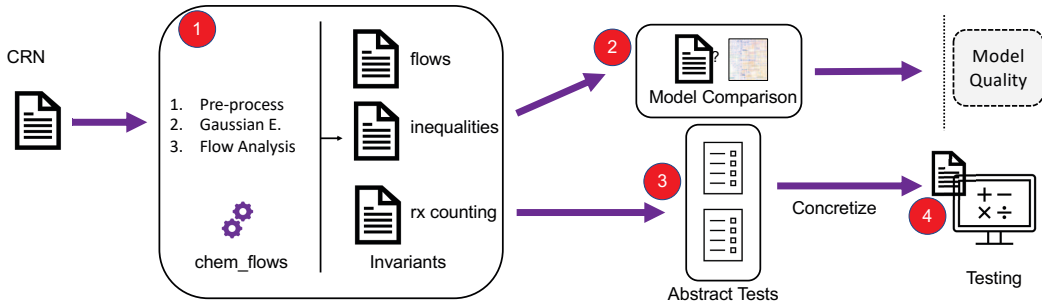 CRN
1
1. Pre-process
2. Gaussian E.
3. Flow Analysis
chem_flows
flows
inequalities
rx counting
Invariants
2
?
Model Comparison
Model
Quality
3
Abstract Tests
Concretize
4
+ −
× ÷
Testing